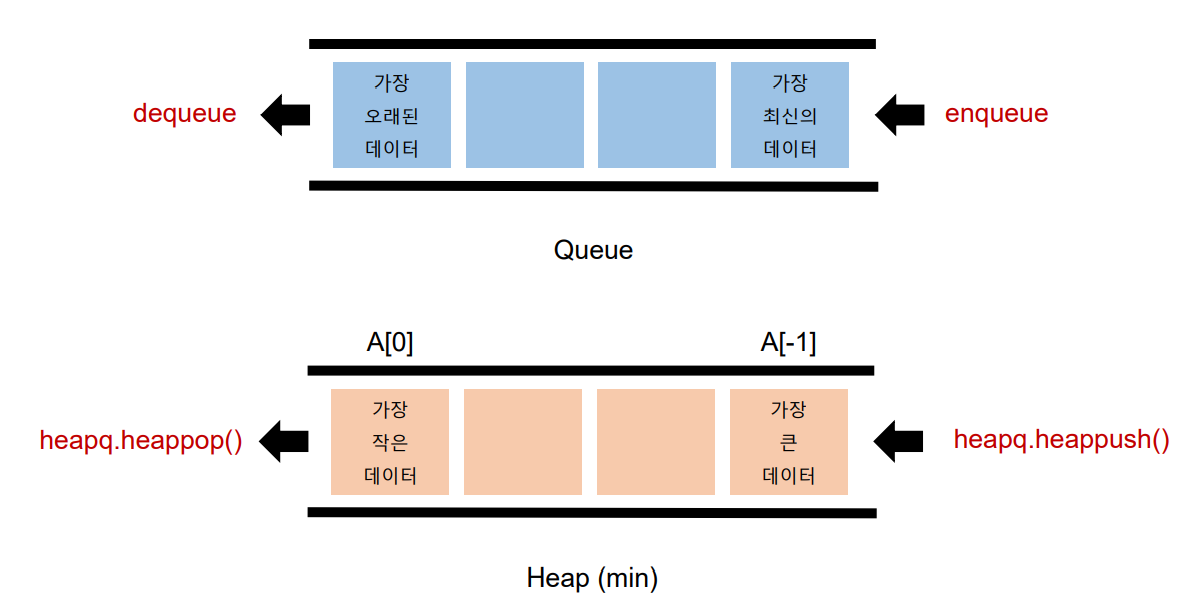 가장
오래된
데이터
가장
최신의
데이터
dequeue
enqueue
Queue
A[0]
A[-1]
가장
작은
데이터
가장
큰
데이터
heapq.heappop()
heapq.heappush()
Heap (min)